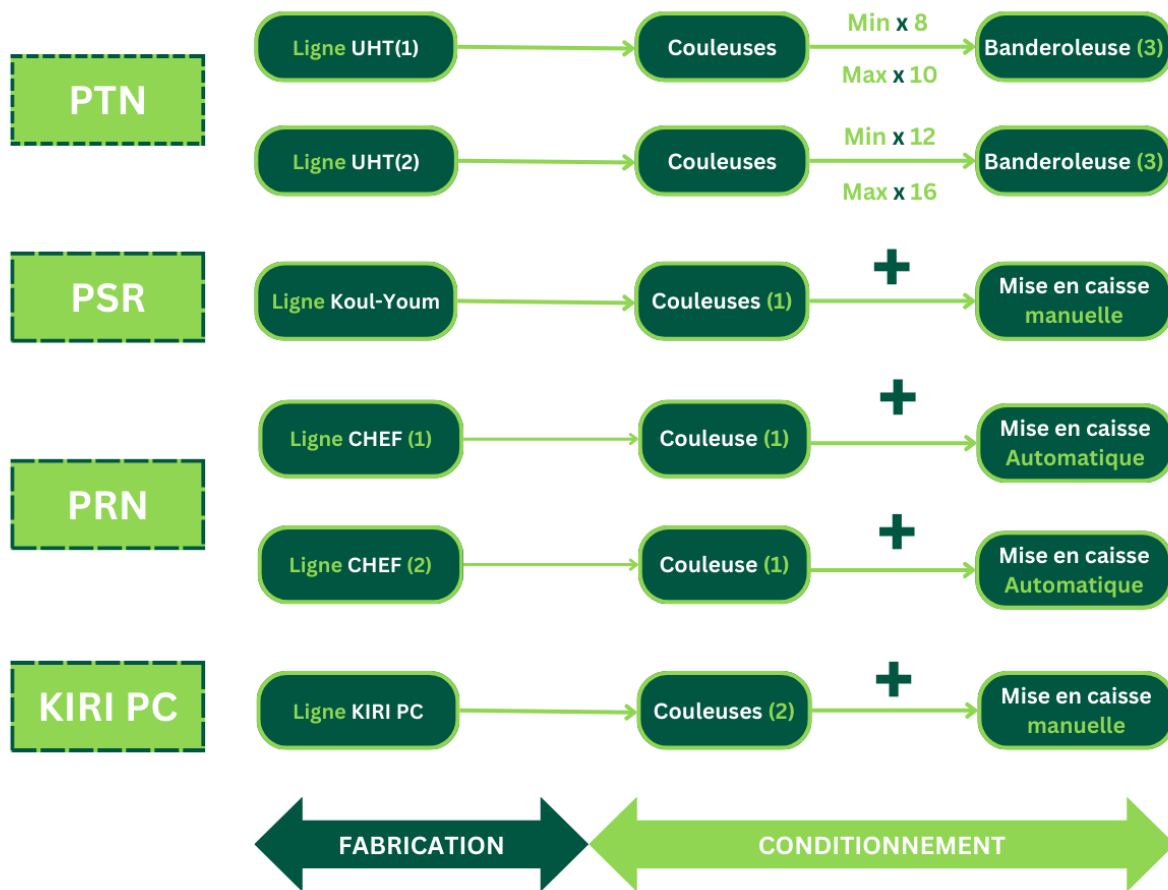 PTN
Ligne UHT(1)
Couleuses
Min x 8
Max x 10
Banderoleuse (3)
Ligne UHT(2)
Couleuses
Min x 12
Max x 16
Banderoleuse (3)
PSR
Ligne Koul-Youm
Couleuses (1)
+
Mise en caisse
manuelle
PRN
Ligne CHEF (1)
Couleuse (1)
+
Mise en caisse
Automatique
Ligne CHEF (2)
Couleuse (1)
+
Mise en caisse
Automatique
KIRI PC
Ligne KIRI PC
Couleuses (2)
+
Mise en caisse
manuelle
FABRICATION
CONDITIONNEMENT